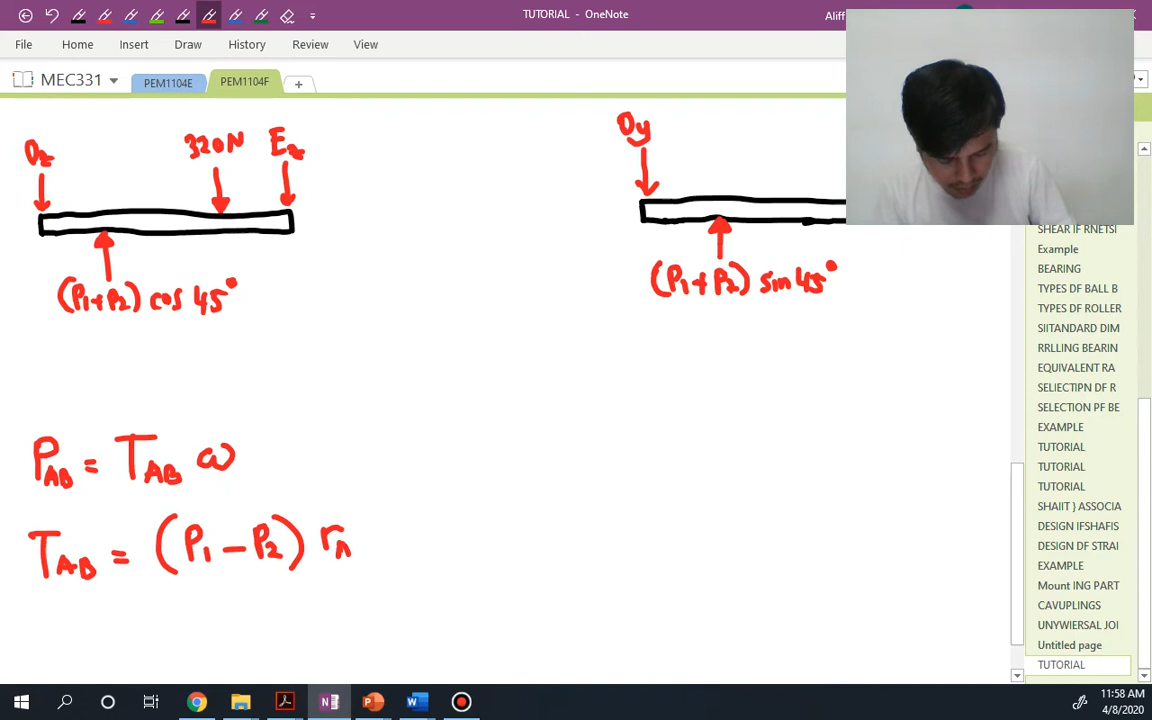 TUTORIAL - OneNote
Aliff
File Home Insert Draw History Review View
MEC331 PEM1104E PEM1104F
Dz 320N Ez
(P1+P2) cos 45°
Dy
(P1+P2) sin 45°
PAB = TAB ω
TAB = (P1 - P2) rA
SHEAR IF RNETSI
Example
BEARING
TYPES DF BALL B
TYPES DF ROLLER
SIITANDARD DIM
RRLLING BEARIN
EQUIVALENT RA
SELIECTIPN DF R
SELECTION PF BE
EXAMPLE
TUTORIAL
TUTORIAL
TUTORIAL
SHAIIT } ASSOCIA
DESIGN IFSHAFIS
DESIGN DF STRAI
EXAMPLE
Mount ING PART
CAVUPLINGS
UNYWIERSAL JOI
Untitled page
TUTORIAL
11:58 AM
4/8/2020